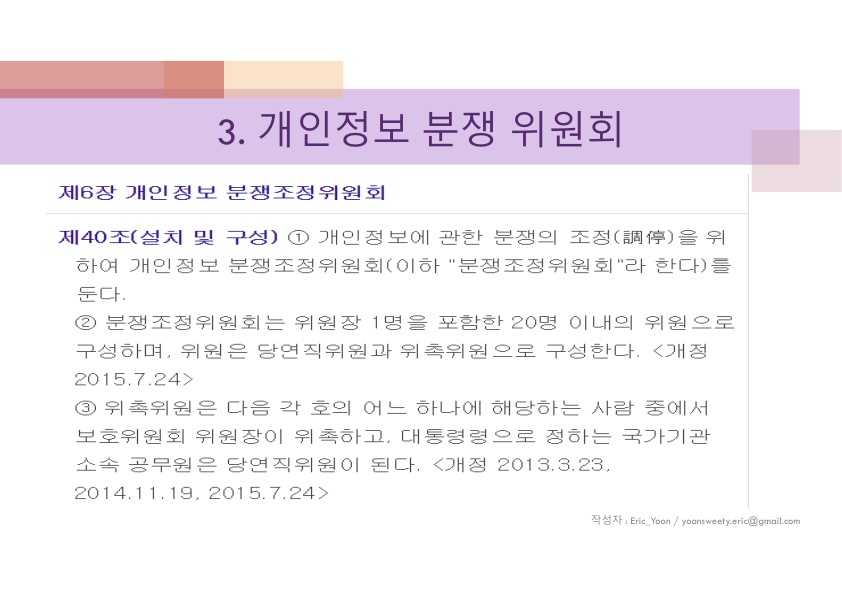 3. 개인정보 분쟁 위원회
제6장 개인정보 분쟁조정위원회
제40조(설치 및 구성) ① 개인정보에 관한 분쟁의 조정(調停)을 위
하여 개인정보 분쟁조정위원회(이하 "분쟁조정위원회"라 한다)를
둔다.
② 분쟁조정위원회는 위원장 1명을 포함한 20명 이내의 위원으로
구성하며, 위원은 당연직위원과 위촉위원으로 구성한다. <개정
2015.7.24>
③ 위촉위원은 다음 각 호의 어느 하나에 해당하는 사람 중에서
보호위원회 위원장이 위촉하고, 대통령령으로 정하는 국가기관
소속 공무원은 당연직위원이 된다. <개정 2013.3.23,
2014.11.19, 2015.7.24>
작성자 : Eric_Yoon / yoonsweety.eric@gmail.com